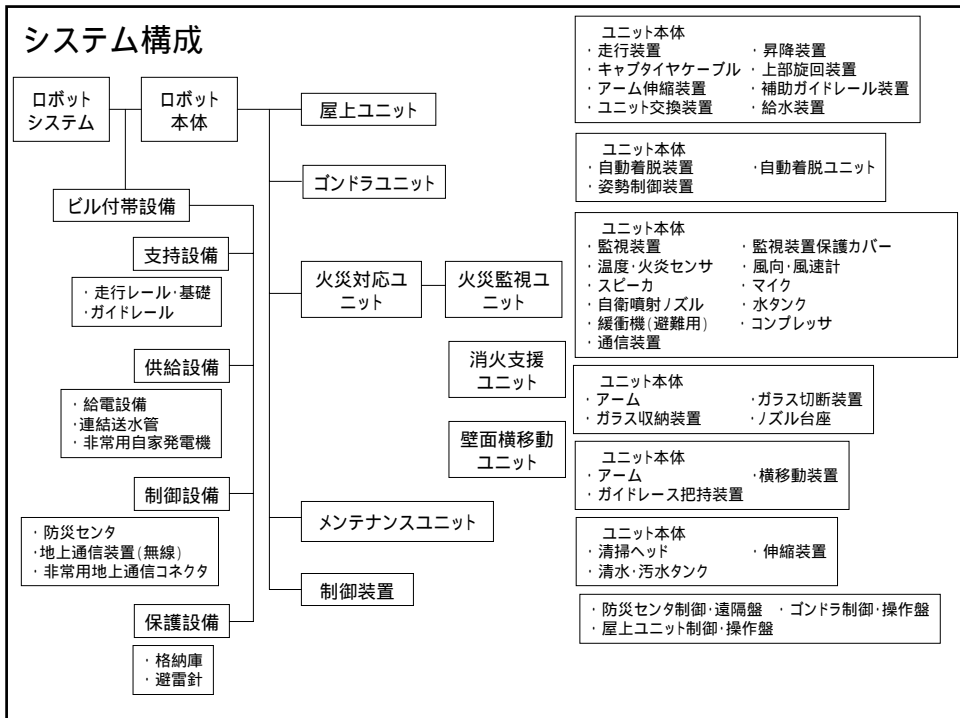 システム構成
ロボット
システム
ロボット
本体
ビル付帯設備
支持設備
・走行レール・基礎
・ガイドレール
供給設備
・給電設備
・連結送水管
・非常用自家発電機
制御設備
・防災センタ
・地上通信装置(無線)
・非常用地上通信コネクタ
保護設備
・格納庫
・避雷針
屋上ユニット
ゴンドラユニット
火災対応ユ
ニット
火災監視ユ
ニット
消火支援
ユニット
壁面横移動
ユニット
メンテナンスユニット
制御装置
ユニット本体
・走行装置 ・昇降装置
・キャブタイヤケーブル ・上部旋回装置
・アーム伸縮装置 ・補助ガイドレール装置
・ユニット交換装置 ・給水装置
ユニット本体
・自動着脱装置 ・自動着脱ユニット
・姿勢制御装置
ユニット本体
・監視装置 ・監視装置保護カバー
・温度・火炎センサ ・風向・風速計
・スピーカ ・マイク
・自衛噴射ノズル ・水タンク
・緩衝機(避難用) ・コンプレッサ
・通信装置
ユニット本体
・アーム ・ガラス切断装置
・ガラス収納装置 ・ノズル台座
ユニット本体
・アーム ・横移動装置
・ガイドレース把持装置
ユニット本体
・清掃ヘッド ・伸縮装置
・清水・汚水タンク
・防災センタ制御・遠隔盤 ・ゴンドラ制御・操作盤
・屋上ユニット制御・操作盤